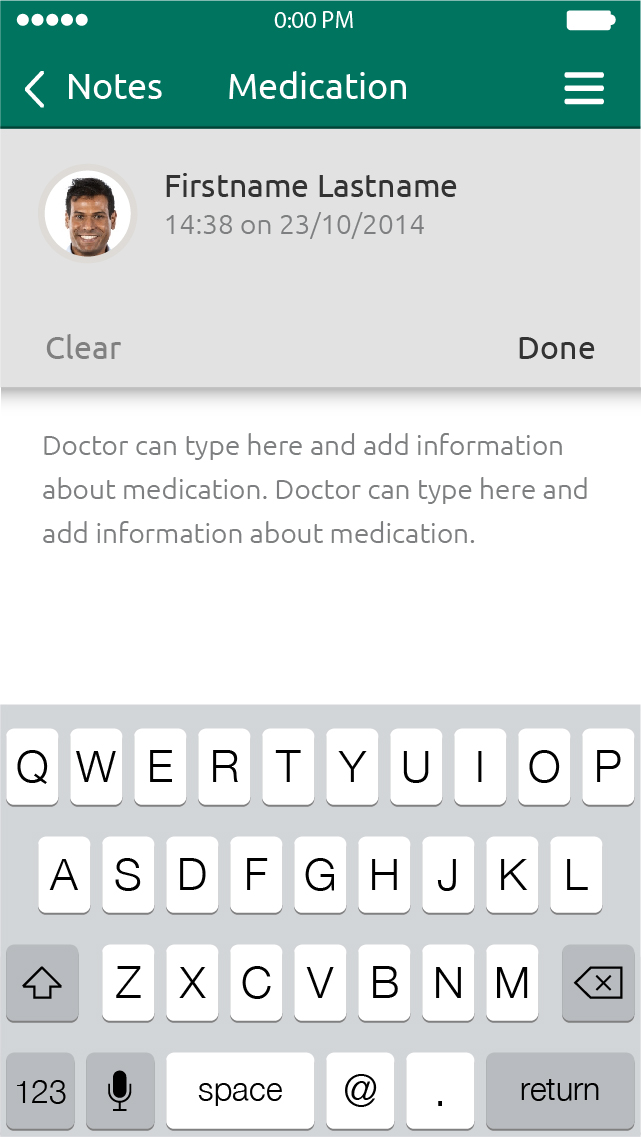 0:00 PM
Notes Medication
Firstname Lastname
14:38 on 23/10/2014
Clear Done
Doctor can type here and add information
about medication. Doctor can type here and
add information about medication.
Q W E R T Y U I O P
A S D F G H J K L
Z X C V B N M
123 space @ . return